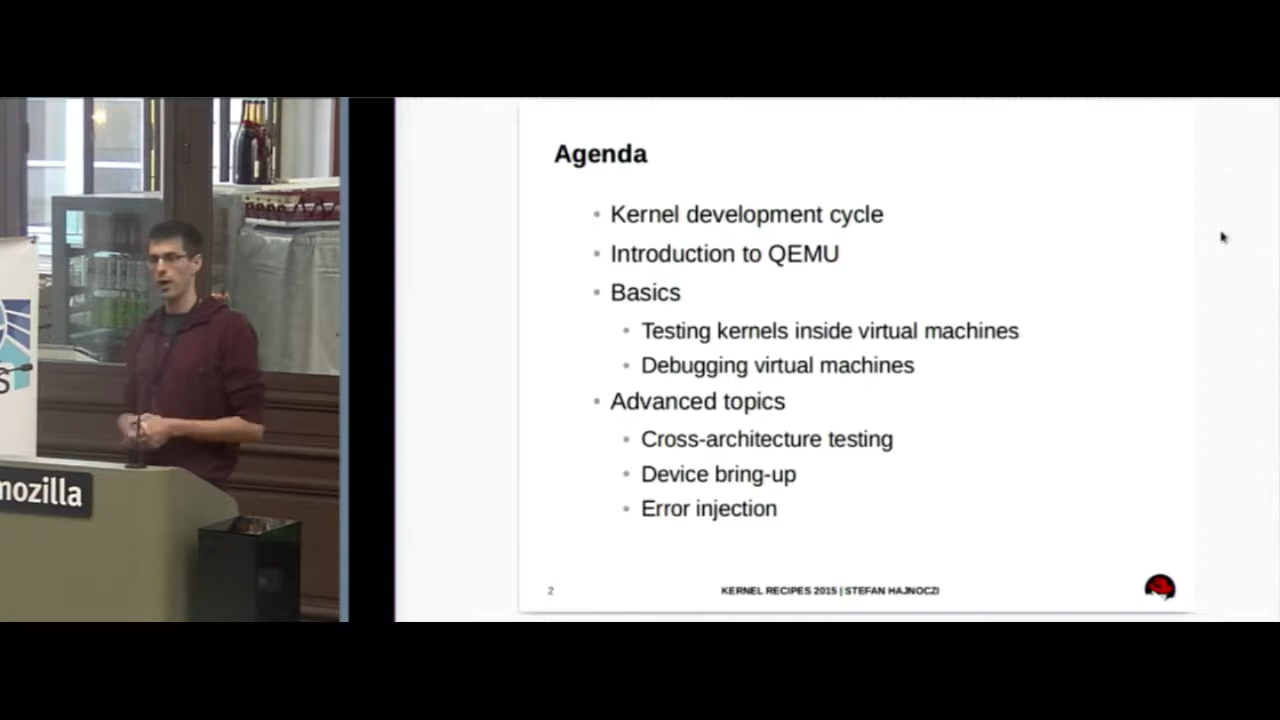 Agenda
• Kernel development cycle
• Introduction to QEMU
• Basics
• Testing kernels inside virtual machines
• Debugging virtual machines
• Advanced topics
• Cross-architecture testing
• Device bring-up
• Error injection
2
KERNEL RECIPES 2015 | STEFAN HAJNOCZI
mozilla